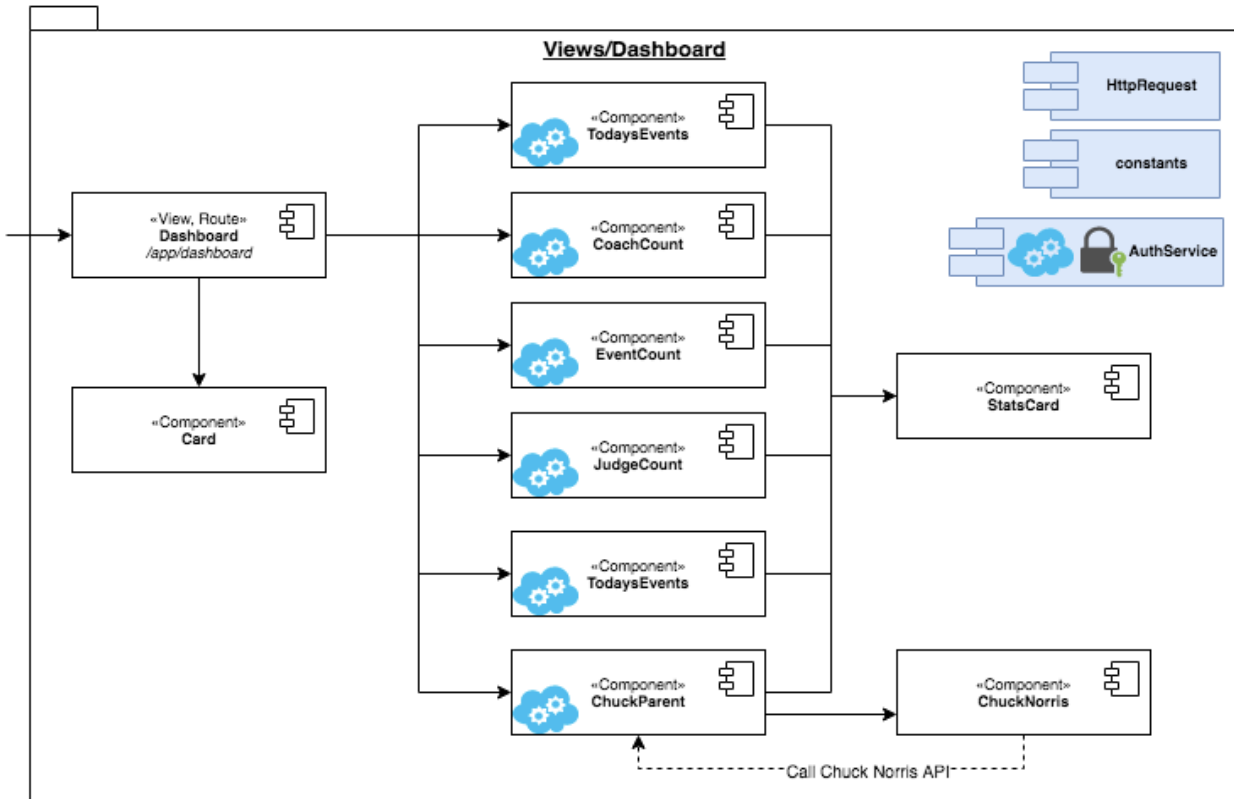 Views/Dashboard
HttpRequest
constants
AuthService
«View, Route»
Dashboard
/app/dashboard
«Component»
Card
«Component»
TodaysEvents
«Component»
CoachCount
«Component»
EventCount
«Component»
JudgeCount
«Component»
TodaysEvents
«Component»
ChuckParent
«Component»
StatsCard
«Component»
ChuckNorris
Call Chuck Norris API